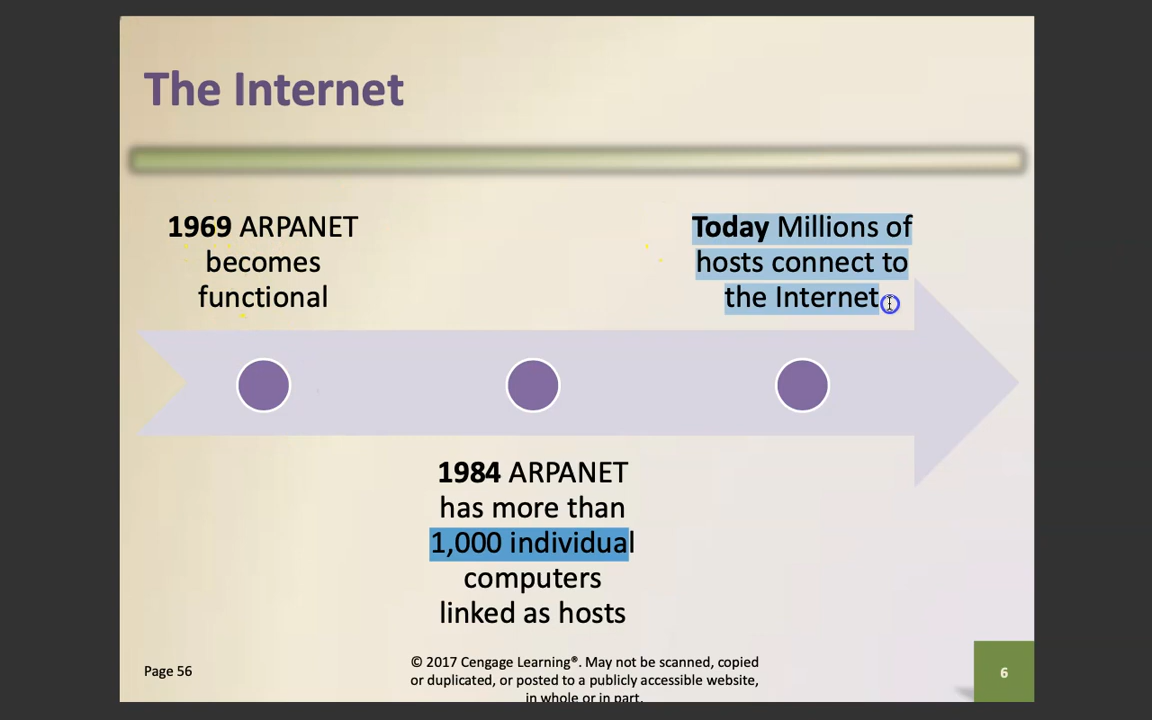 The Internet
1969 ARPANET
becomes
functional
Today Millions of
hosts connect to
the Internet
1984 ARPANET
has more than
1,000 individual
computers
linked as hosts
Page 56
© 2017 Cengage Learning®. May not be scanned, copied
or duplicated, or posted to a publicly accessible website,
in whole or in part.
6